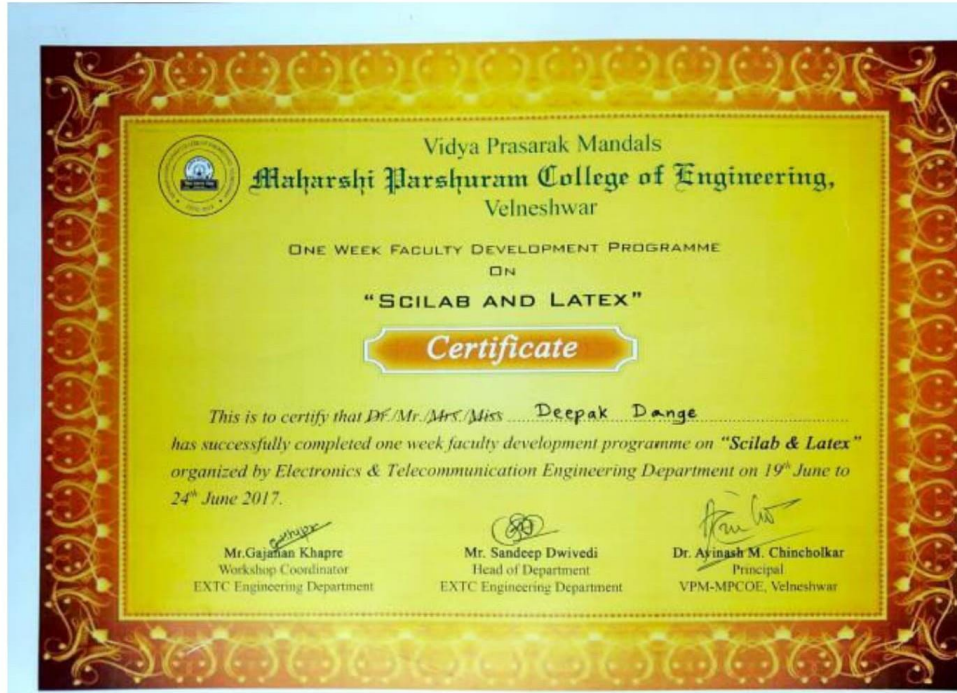 Vidya Prasarak Mandals
Maharshi Parshuram College of Engineering,
Velneshwar
ONE WEEK FACULTY DEVELOPMENT PROGRAMME
ON
"SCILAB AND LATEX"
Certificate
This is to certify that Dr./Mr./Mrs./Miss Deepak Dange
has successfully completed one week faculty development programme on "Scilab & Latex"
organized by Electronics & Telecommunication Engineering Department on 19th June to
24th June 2017.
Mr.Gajanan Khapre Mr. Sandeep Dwivedi Dr. Avinash M. Chincholkar
Workshop Coordinator Head of Department Principal
EXTC Engineering Department EXTC Engineering Department VPM-MPCOE, Velneshwar